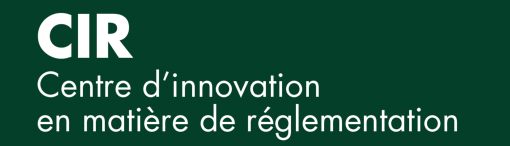 CIR
Centre d'innovation
en matière de réglementation